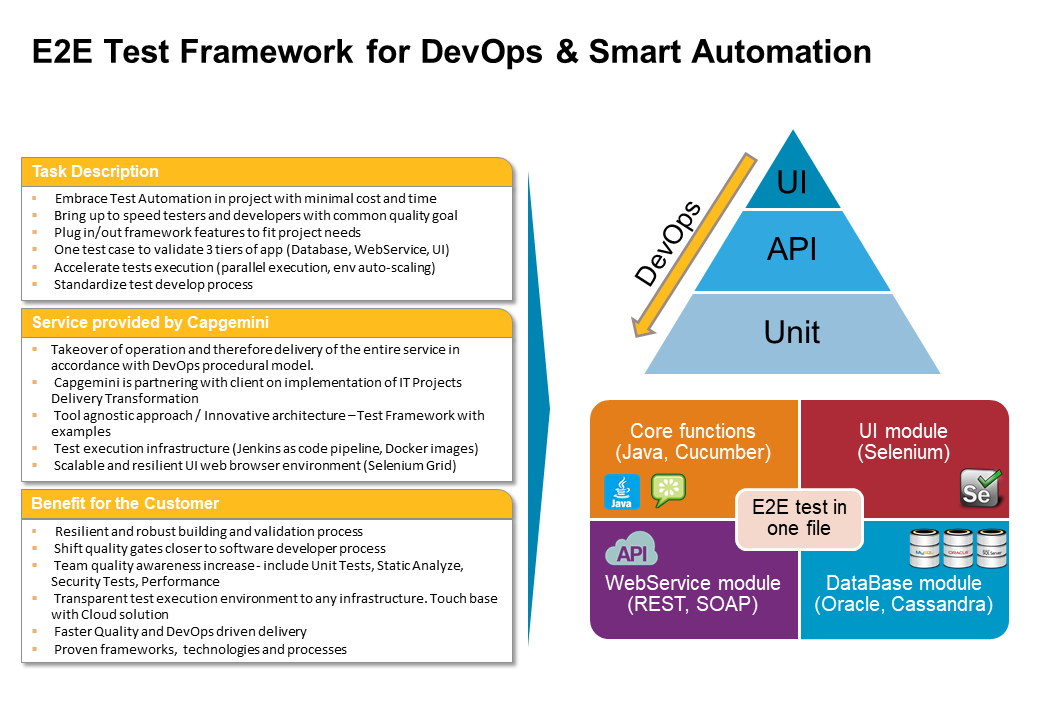 E2E Test Framework for DevOps & Smart Automation
Task Description
Embrace Test Automation in project with minimal cost and time
Bring up to speed testers and developers with common quality goal
Plug in/out framework features to fit project needs
One test case to validate 3 tiers of app (Database, WebService, UI)
Accelerate tests execution (parallel execution, env auto-scaling)
Standardize test develop process
Service provided by Capgemini
Takeover of operation and therefore delivery of the entire service in
accordance with DevOps procedural model.
Capgemini is partnering with client on implementation of IT Projects
Delivery Transformation
Tool agnostic approach / Innovative architecture – Test Framework with
examples
Test execution infrastructure (Jenkins as code pipeline, Docker images)
Scalable and resilient UI web browser environment (Selenium Grid)
Benefit for the Customer
Resilient and robust building and validation process
Shift quality gates closer to software developer process
Team quality awareness increase - include Unit Tests, Static Analyze,
Security Tests, Performance
Transparent test execution environment to any infrastructure. Touch base
with Cloud solution
Faster Quality and DevOps driven delivery
Proven frameworks, technologies and processes
DevOps
UI
API
Unit
Core functions
(Java, Cucumber)
Java
UI module
(Selenium)
Se
E2E test in
one file
API
WebService module
(REST, SOAP)
MySQL
ORACLE
SQL Server
DataBase module
(Oracle, Cassandra)